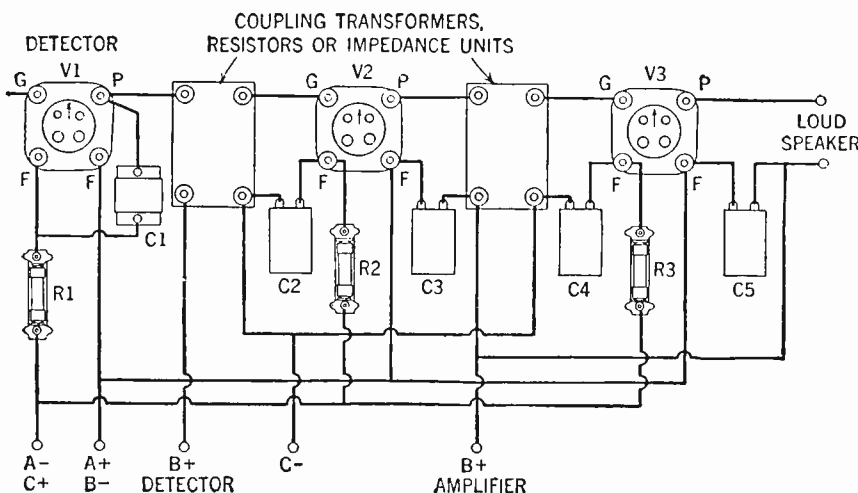 COUPLING TRANSFORMERS,
RESISTORS OR IMPEDANCE UNITS
DETECTOR
V1
V2
V3
G
P
G
P
G
P
LOUD
SPEAKER
F
F
F
F
F
F
C1
R1
C2
R2
C3
C4
R3
C5
A- A+ B+ C- B+
C+ B- DETECTOR AMPLIFIER